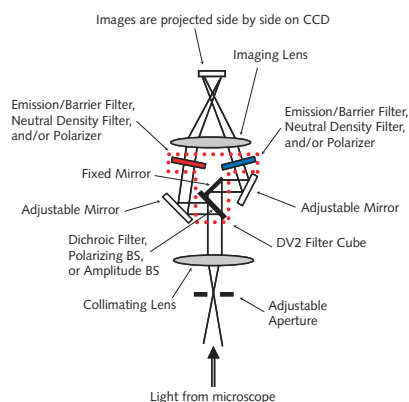 Images are projected side by side on CCD
Imaging Lens
Emission/Barrier Filter,
Neutral Density Filter,
and/or Polarizer
Emission/Barrier Filter,
Neutral Density Filter,
and/or Polarizer
Fixed Mirror
Adjustable Mirror
Adjustable Mirror
Dichroic Filter,
Polarizing BS,
or Amplitude BS
DV2 Filter Cube
Collimating Lens
Adjustable
Aperture
Light from microscope